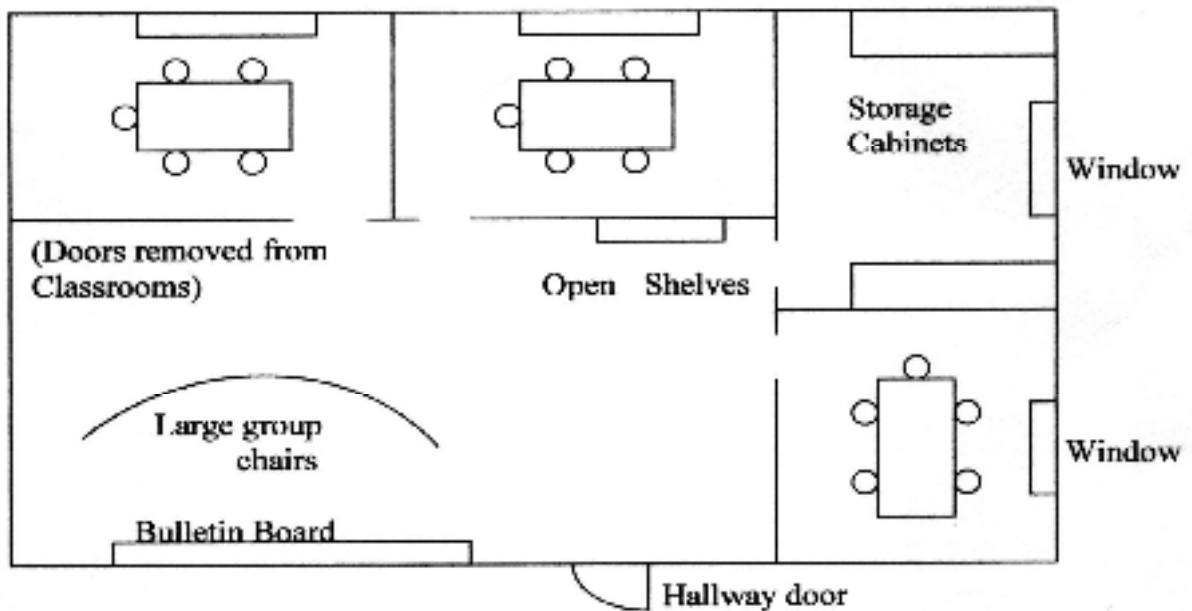 Storage
Cabinets
Window
(Doors removed from
Classrooms)
Open Shelves
Large group
chairs
Window
Bulletin Board
Hallway door